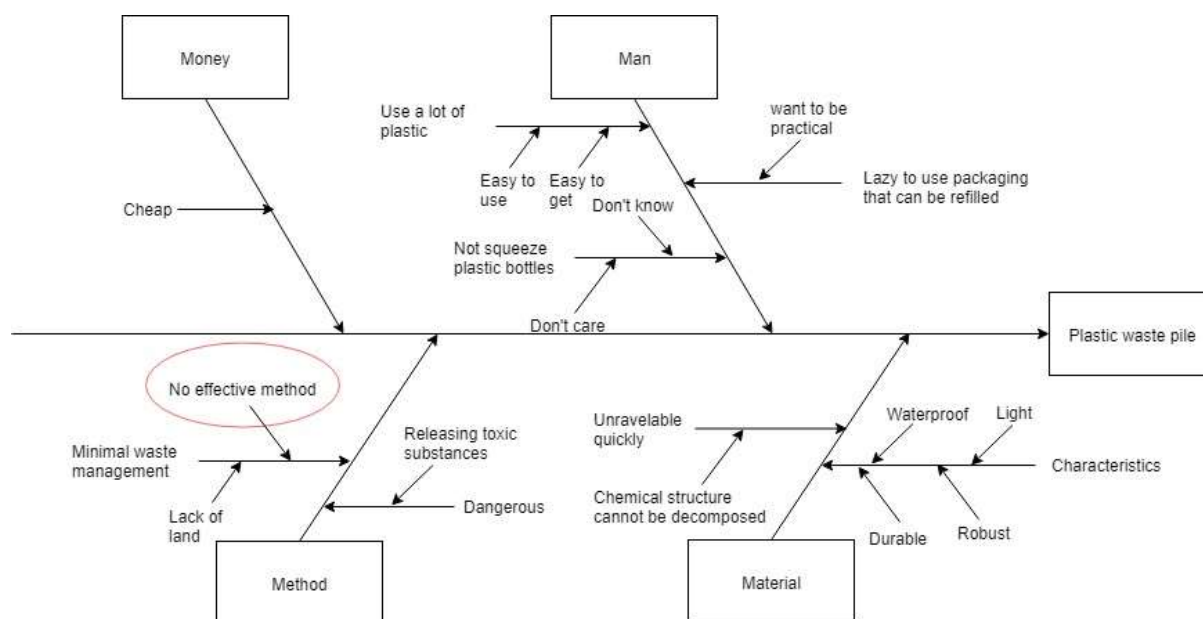 Money
Man
Use a lot of
plastic
want to be
practical
Easy to
use
Easy to
get
Lazy to use packaging
that can be refilled
Cheap
Don't know
Not squeeze
plastic bottles
Don't care
Plastic waste pile
No effective method
Minimal waste
management
Lack of
land
Releasing toxic
substances
Dangerous
Method
Unravelable
quickly
Chemical structure
cannot be decomposed
Waterproof
Light
Characteristics
Durable
Robust
Material